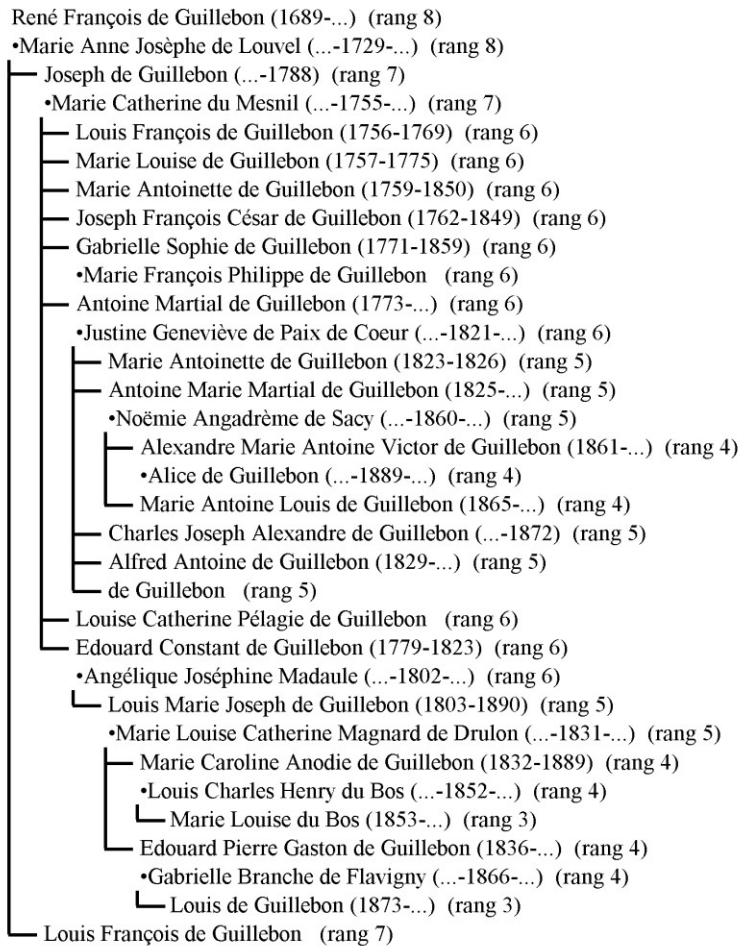 René François de Guillebon (1689-...) (rang 8)
•Marie Anne Josèphe de Louvel (...-1729-...) (rang 8)
Joseph de Guillebon (...-1788) (rang 7)
•Marie Catherine du Mesnil (...-1755-...) (rang 7)
Louis François de Guillebon (1756-1769) (rang 6)
Marie Louise de Guillebon (1757-1775) (rang 6)
Marie Antoinette de Guillebon (1759-1850) (rang 6)
Joseph François César de Guillebon (1762-1849) (rang 6)
Gabrielle Sophie de Guillebon (1771-1859) (rang 6)
•Marie François Philippe de Guillebon (rang 6)
Antoine Martial de Guillebon (1773-...) (rang 6)
•Justine Geneviève de Paix de Coeur (...-1821-...) (rang 6)
Marie Antoinette de Guillebon (1823-1826) (rang 5)
Antoine Marie Martial de Guillebon (1825-...) (rang 5)
•Noëmie Angadrème de Sacy (...-1860-...) (rang 5)
Alexandre Marie Antoine Victor de Guillebon (1861-...) (rang 4)
•Alice de Guillebon (...-1889-...) (rang 4)
Marie Antoine Louis de Guillebon (1865-...) (rang 4)
Charles Joseph Alexandre de Guillebon (...-1872) (rang 5)
Alfred Antoine de Guillebon (1829-...) (rang 5)
de Guillebon (rang 5)
Louise Catherine Pélagie de Guillebon (rang 6)
Edouard Constant de Guillebon (1779-1823) (rang 6)
•Angélique Joséphine Madaule (...-1802-...) (rang 6)
Louis Marie Joseph de Guillebon (1803-1890) (rang 5)
•Marie Louise Catherine Magnard de Drulon (...-1831-...) (rang 5)
Marie Caroline Anodie de Guillebon (1832-1889) (rang 4)
•Louis Charles Henry du Bos (...-1852-...) (rang 4)
Marie Louise du Bos (1853-...) (rang 3)
Edouard Pierre Gaston de Guillebon (1836-...) (rang 4)
•Gabrielle Branche de Flavigny (...-1866-...) (rang 4)
Louis de Guillebon (1873-...) (rang 3)
Louis François de Guillebon (rang 7)